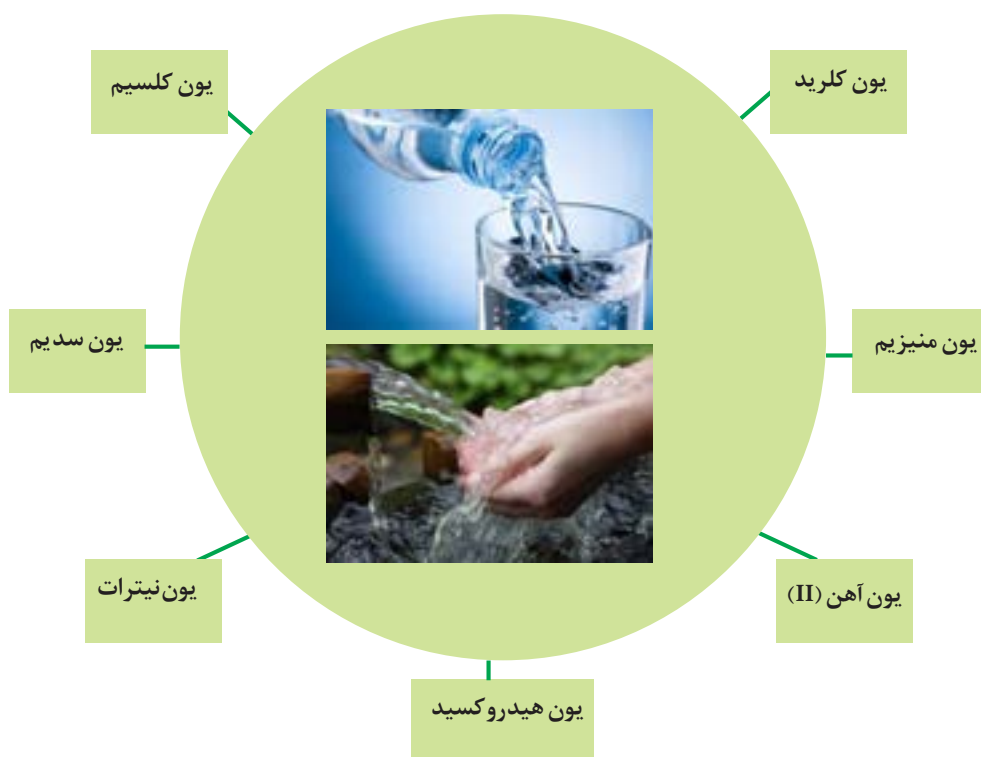 یون کلرید
یون کلسیم
یون منیزیم
یون سدیم
یون آهن (II)
یون نیترات
یون هیدروکسید